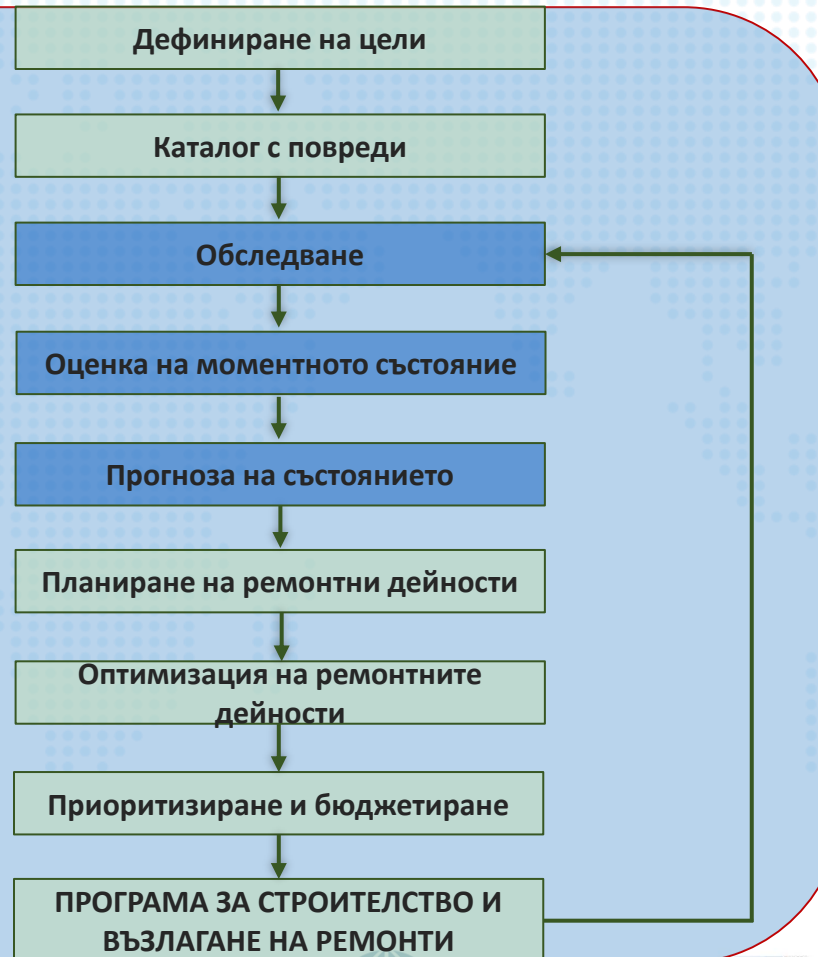 Дефиниране на цели
Каталог с повреди
Обследване
Оценка на моментното състояние
Прогноза на състоянието
Планиране на ремонтни дейности
Оптимизация на ремонтните
дейности
Приоритизиране и бюджетиране
ПРОГРАМА ЗА СТРОИТЕЛСТВО И
ВЪЗЛАГАНЕ НА РЕМОНТИ